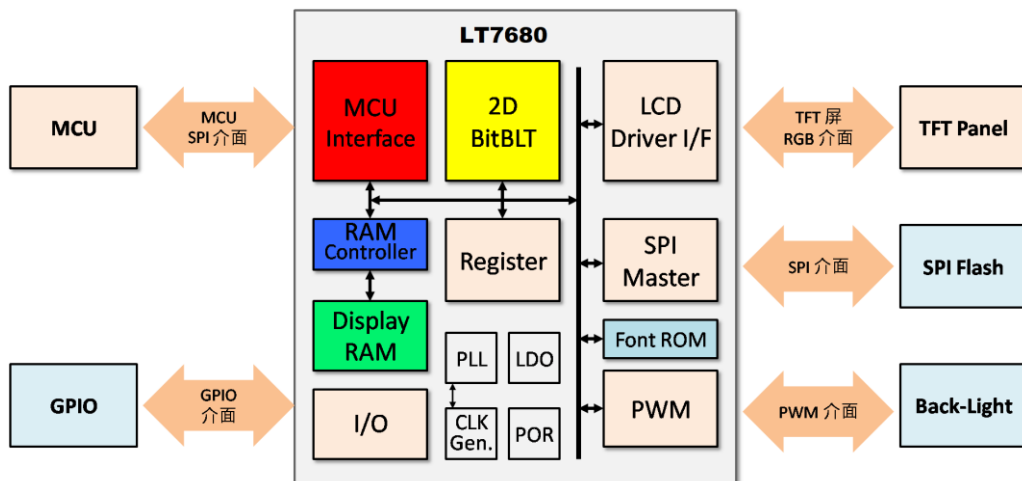 LT7680
MCU
MCU
SPI 介面
MCU
Interface
2D
BitBLT
LCD
Driver I/F
TFT 屏
RGB 介面
TFT Panel
RAM
Controller
Register
SPI
Master
SPI 介面
SPI Flash
Display
RAM
PLL
LDO
Font ROM
GPIO
GPIO
介面
I/O
CLK
Gen.
POR
PWM
PWM 介面
Back-Light